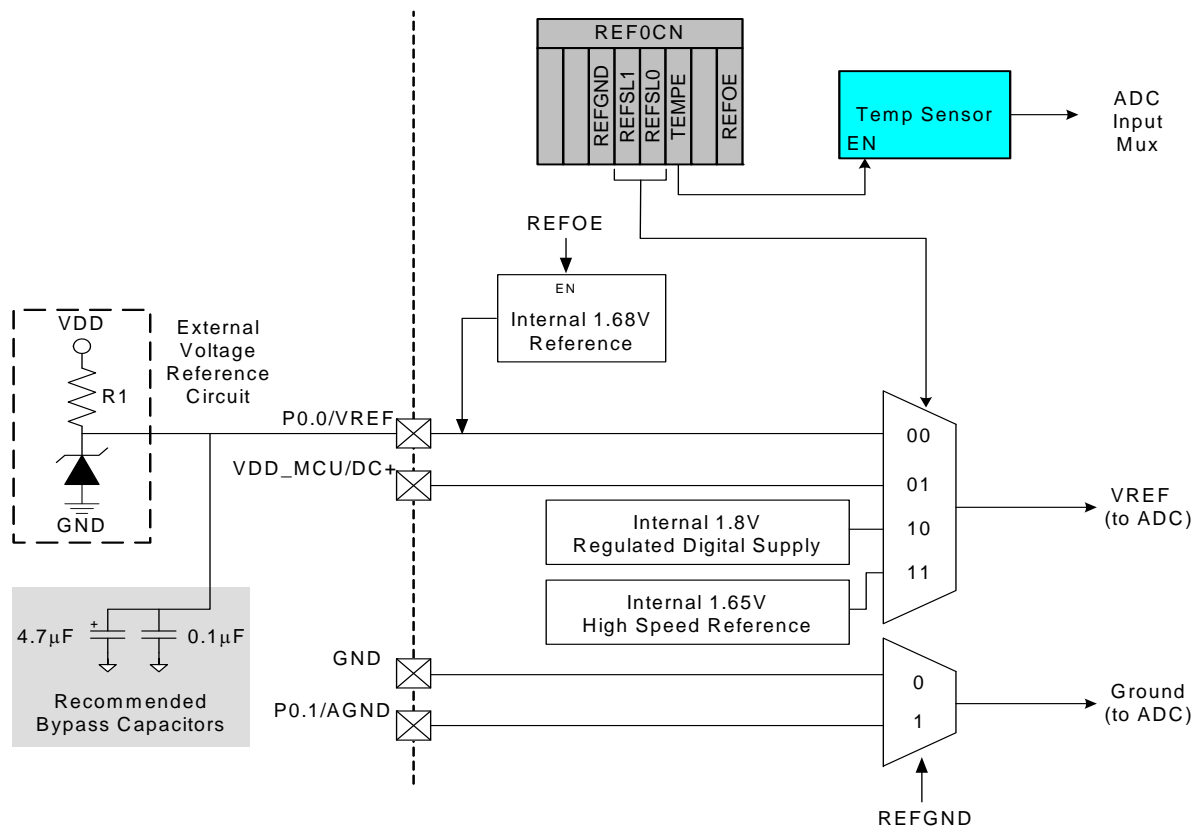 REF0CN
REFGND
REFSL1
REFSL0
TEMPE
REFOE
Temp Sensor
EN
ADC
Input
Mux
REFOE
EN
Internal 1.68V
Reference
VDD
R1
GND
External
Voltage
Reference
Circuit
P0.0/VREF
VDD_MCU/DC+
00
01
10
11
Internal 1.8V
Regulated Digital Supply
Internal 1.65V
High Speed Reference
VREF
(to ADC)
4.7µF
+
0.1µF
Recommended
Bypass Capacitors
GND
P0.1/AGND
0
1
Ground
(to ADC)
REFGND